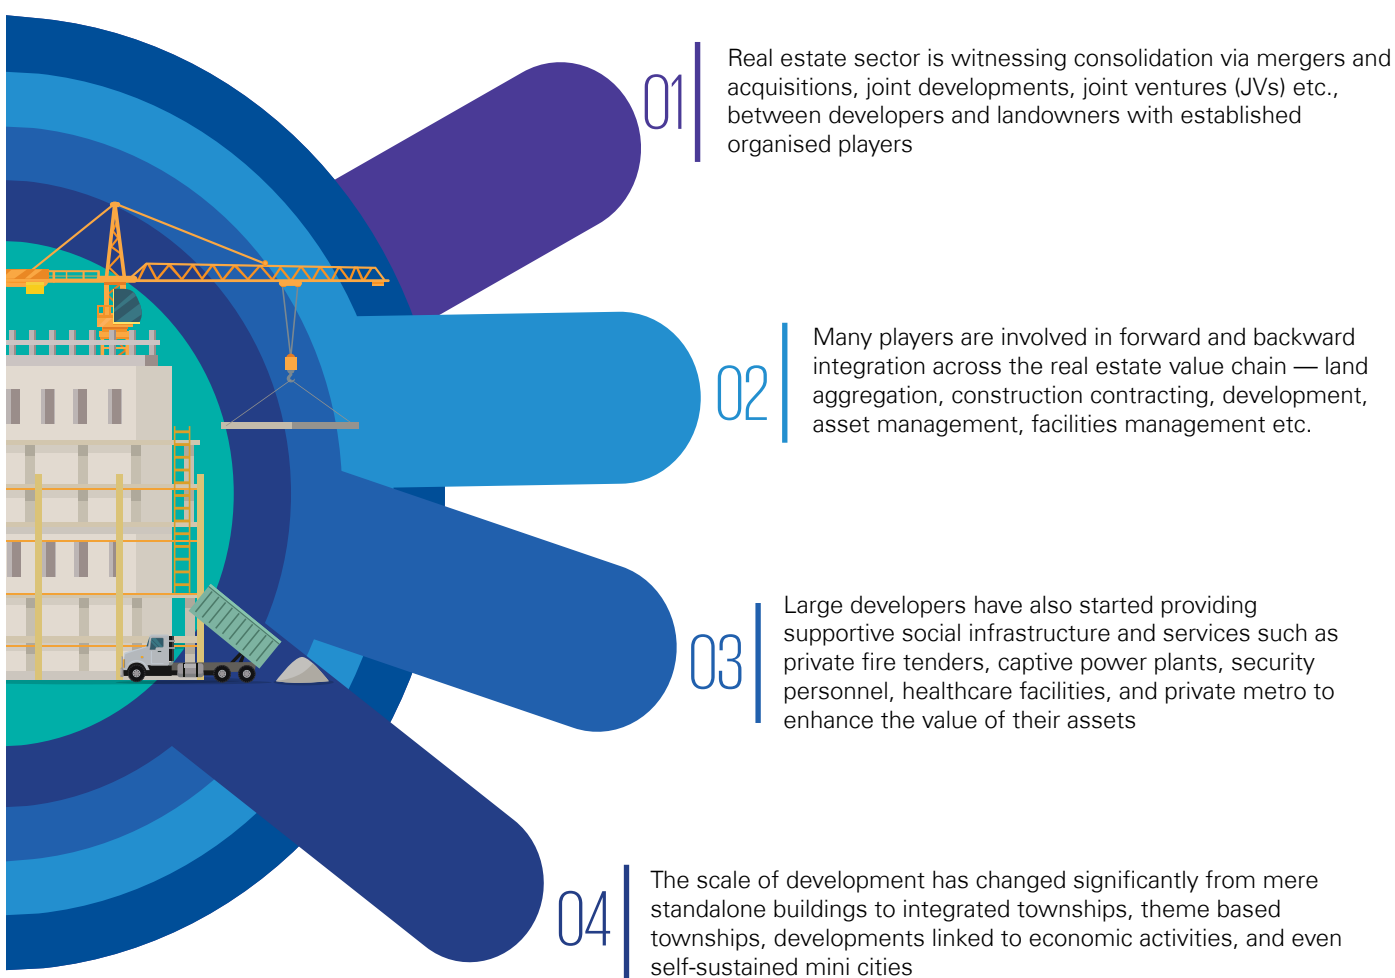 01
Real estate sector is witnessing consolidation via mergers and
acquisitions, joint developments, joint ventures (JVs) etc.,
between developers and landowners with established
organised players
02
Many players are involved in forward and backward
integration across the real estate value chain — land
aggregation, construction contracting, development,
asset management, facilities management etc.
03
Large developers have also started providing
supportive social infrastructure and services such as
private fire tenders, captive power plants, security
personnel, healthcare facilities, and private metro to
enhance the value of their assets
04
The scale of development has changed significantly from mere
standalone buildings to integrated townships, theme based
townships, developments linked to economic activities, and even
self-sustained mini cities